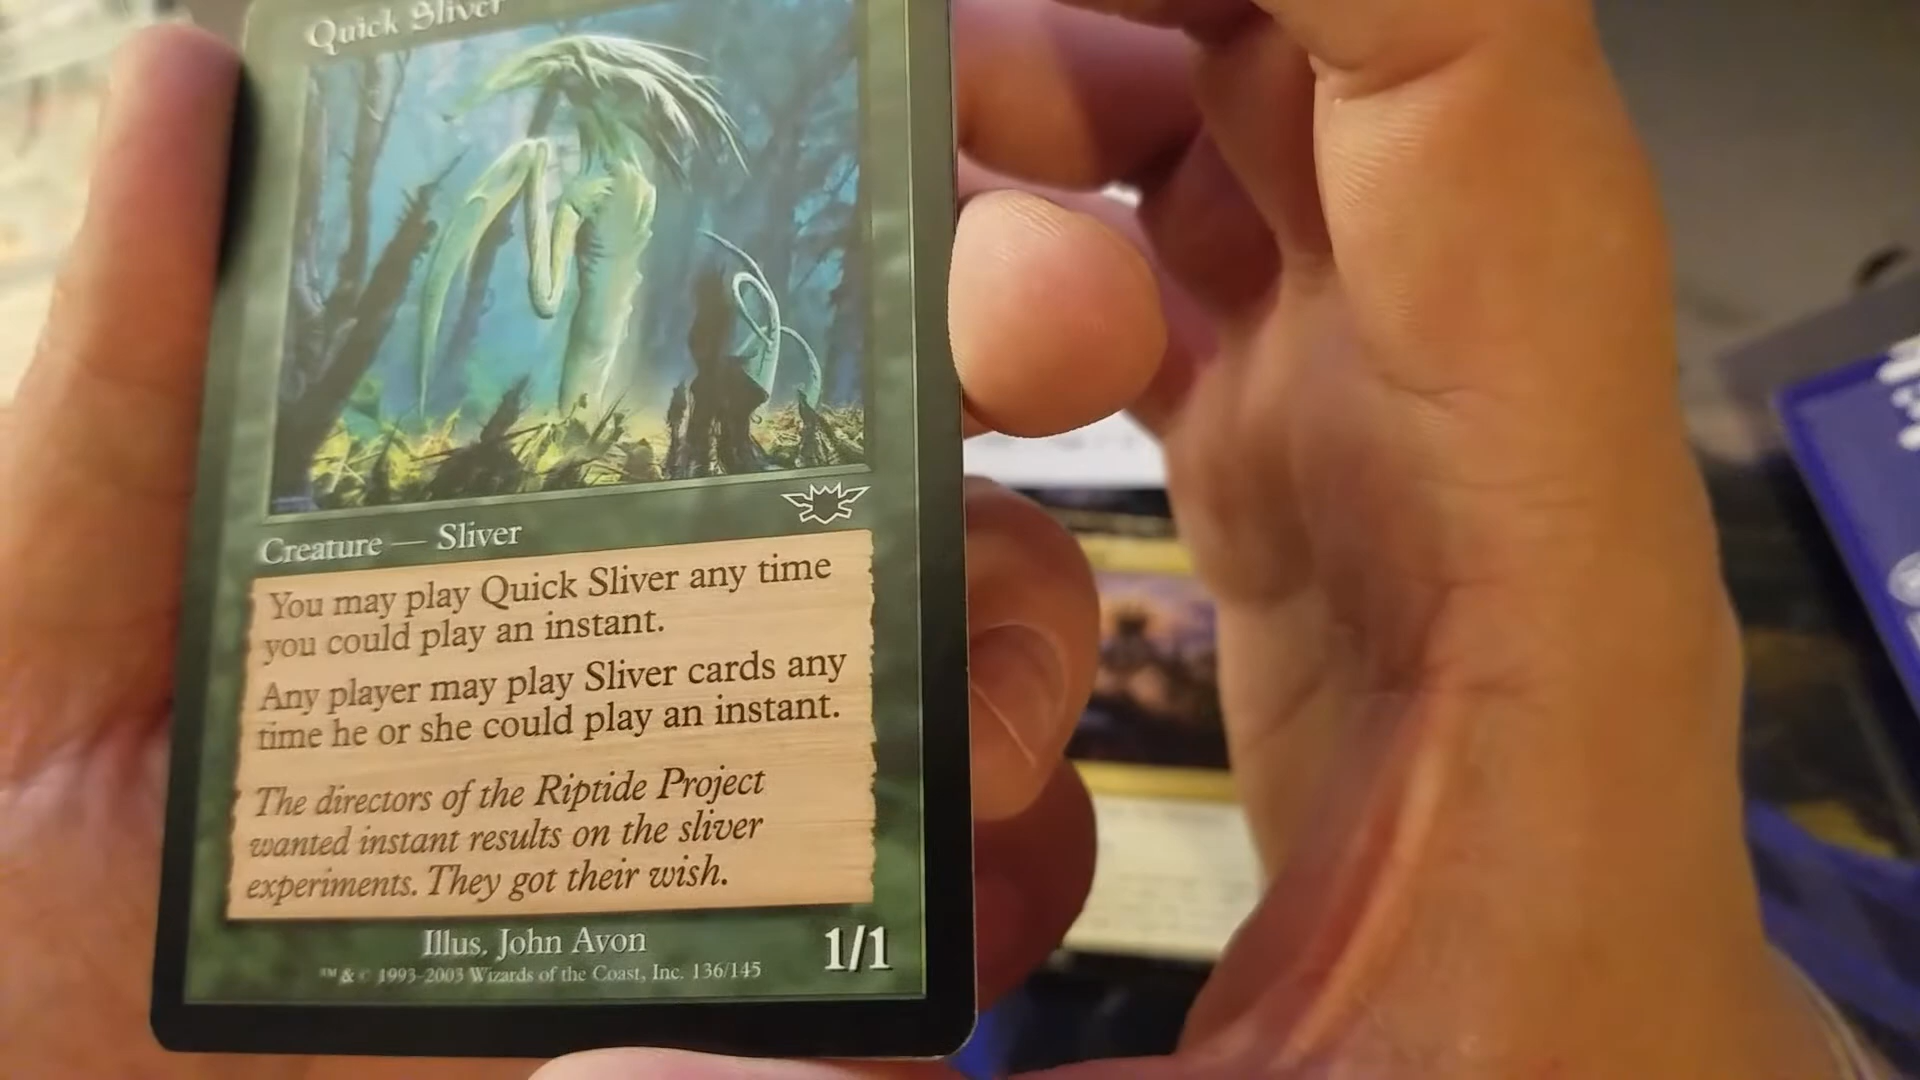 Quick Sliver
Creature — Sliver
You may play Quick Sliver any time
you could play an instant.
Any player may play Sliver cards any
time he or she could play an instant.
The directors of the Riptide Project
wanted instant results on the sliver
experiments. They got their wish.
Illus. John Avon
1/1
™ & © 1993-2003 Wizards of the Coast, Inc. 136/145